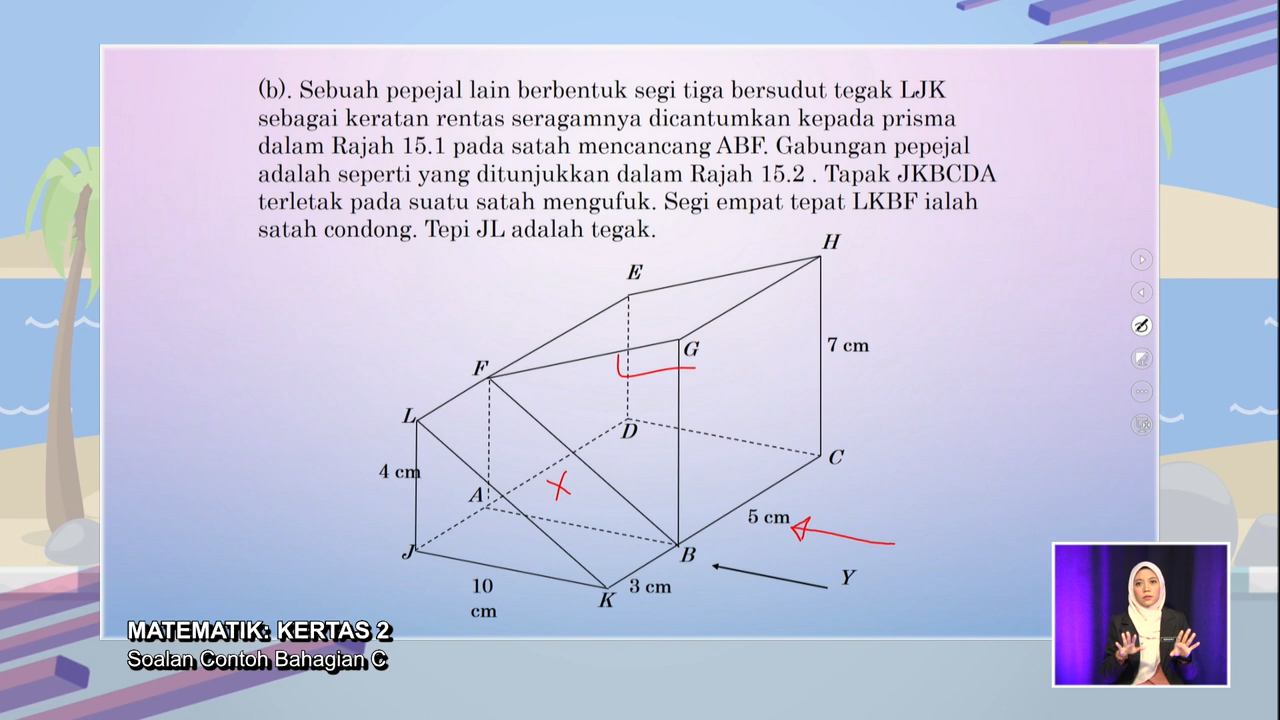 (b). Sebuah pepejal lain berbentuk segi tiga bersudut tegak LJK
sebagai keratan rentas seragamnya dicantumkan kepada prisma
dalam Rajah 15.1 pada satah mencancang ABF. Gabungan pepejal
adalah seperti yang ditunjukkan dalam Rajah 15.2 . Tapak JKBCDA
terletak pada suatu satah mengufuk. Segi empat tepat LKBF ialah
satah condong. Tepi JL adalah tegak.
H
E
G
7 cm
F
L
D
C
4 cm
A
5 cm
J
B
Y
10
cm
3 cm
K
MATEMATIK: KERTAS 2
Soalan Contoh Bahagian C